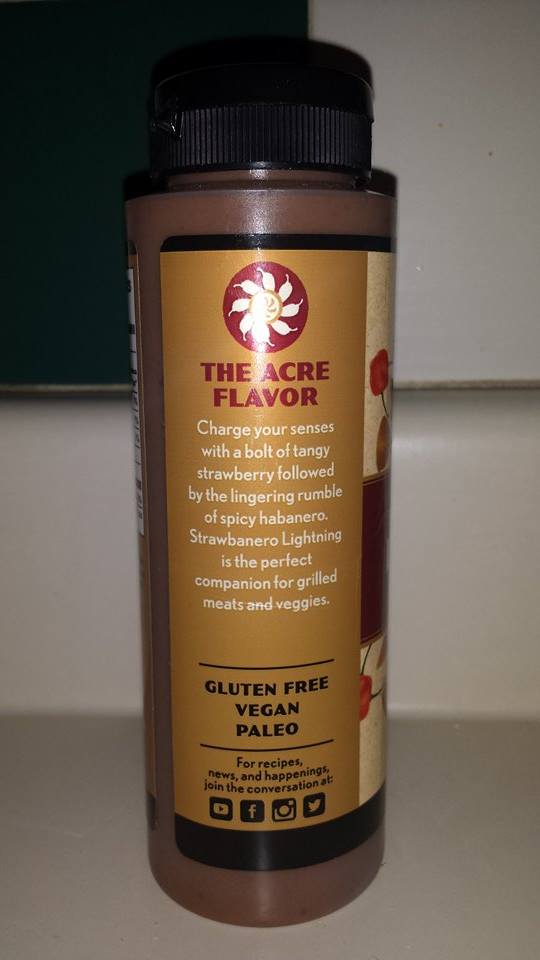 THE ACRE
FLAVOR
Charge your senses
with a bolt of tangy
strawberry followed
by the lingering rumble
of spicy habanero.
Strawbanero Lightning
is the perfect
companion for grilled
meats and veggies.
GLUTEN FREE
VEGAN
PALEO
For recipes,
news, and happenings,
join the conversation at: